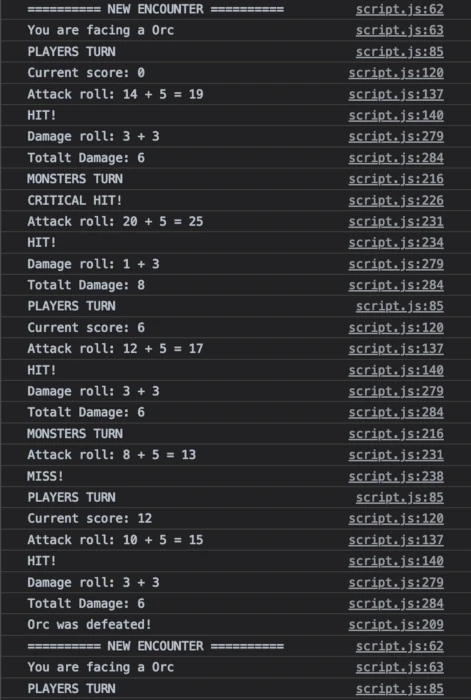 ========== NEW ENCOUNTER ========== script.js:62
You are facing a Orc script.js:63
PLAYERS TURN script.js:85
Current score: 0 script.js:120
Attack roll: 14 + 5 = 19 script.js:137
HIT! script.js:140
Damage roll: 3 + 3 script.js:279
Totalt Damage: 6 script.js:284
MONSTERS TURN script.js:216
CRITICAL HIT! script.js:226
Attack roll: 20 + 5 = 25 script.js:231
HIT! script.js:234
Damage roll: 1 + 3 script.js:279
Totalt Damage: 8 script.js:284
PLAYERS TURN script.js:85
Current score: 6 script.js:120
Attack roll: 12 + 5 = 17 script.js:137
HIT! script.js:140
Damage roll: 3 + 3 script.js:279
Totalt Damage: 6 script.js:284
MONSTERS TURN script.js:216
Attack roll: 8 + 5 = 13 script.js:231
MISS! script.js:238
PLAYERS TURN script.js:85
Current score: 12 script.js:120
Attack roll: 10 + 5 = 15 script.js:137
HIT! script.js:140
Damage roll: 3 + 3 script.js:279
Totalt Damage: 6 script.js:284
Orc was defeated! script.js:209
========== NEW ENCOUNTER ========== script.js:62
You are facing a Orc script.js:63
PLAYERS TURN script.js:85